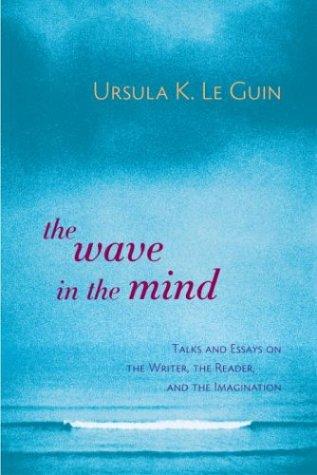 Ursula K. Le Guin
the wave
in the mind
Talks and Essays on
the Writer, the Reader,
and the Imagination